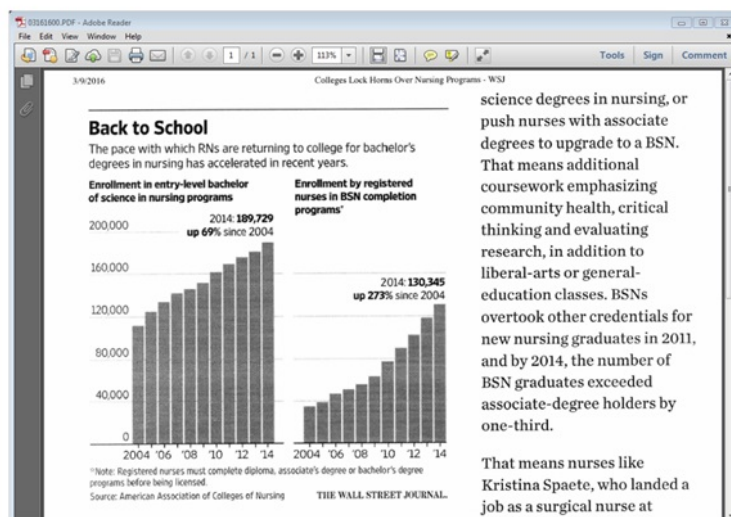 03161600.PDF - Adobe Reader
File Edit View Window Help
1 / 1 113% Tools Sign Comment
3/9/2016 Colleges Lock Horns Over Nursing Programs - WSJ
Back to School
The pace with which RNs are returning to college for bachelor's
degrees in nursing has accelerated in recent years.
Enrollment in entry-level bachelor
of science in nursing programs
200,000
2014: 189,729
up 69% since 2004
160,000
120,000
80,000
40,000
0
2004 '06 '08 '10 '12 '14
Enrollment by registered
nurses in BSN completion
programs*
2014: 130,345
up 273% since 2004
2004 '06 '08 '10 '12 '14
*Note: Registered nurses must complete diploma, associate's degree or bachelor's degree
programs before being licensed.
Source: American Association of Colleges of Nursing THE WALL STREET JOURNAL.
science degrees in nursing, or
push nurses with associate
degrees to upgrade to a BSN.
That means additional
coursework emphasizing
community health, critical
thinking and evaluating
research, in addition to
liberal-arts or general-
education classes. BSNs
overtook other credentials for
new nursing graduates in 2011,
and by 2014, the number of
BSN graduates exceeded
associate-degree holders by
one-third.
That means nurses like
Kristina Spaete, who landed a
job as a surgical nurse at